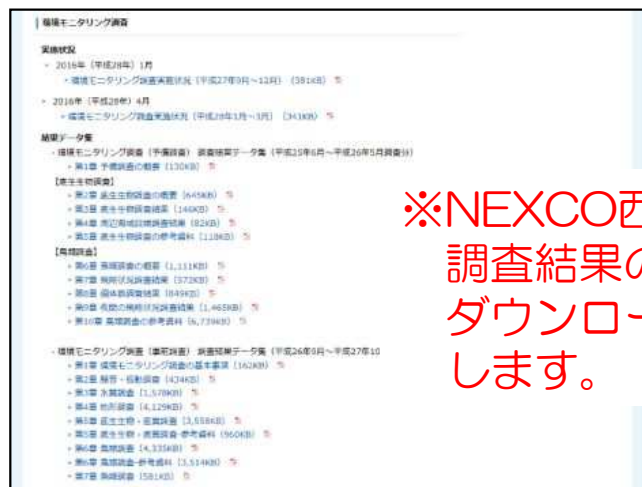 環境モニタリング調査
実施状況
2016年（平成28年）1月
環境モニタリング調査実施状況（平成27年9月～12月） (381KB)
2016年（平成28年）4月
環境モニタリング調査実施状況（平成28年1月～3月） (343KB)
結果データ集
環境モニタリング調査（予備調査） 調査結果データ集（平成25年6月～平成26年5月調査分）
第1章 予備調査の概要 (130KB)
【底生生物調査】
第2章 底生生物調査の概要 (645KB)
第3章 底生生物調査結果 (146KB)
第4章 周辺海域踏域調査結果 (82KB)
第5章 底生生物調査の参考資料 (118KB)
【鳥類調査】
第6章 鳥類調査の概要 (1,111KB)
第7章 飛翔状況調査結果 (572KB)
第8章 個体数調査結果 (849KB)
第9章 夜間の飛翔状況調査結果 (1,465KB)
第10章 鳥類調査の参考資料 (6,739KB)
※NEXCO西
調査結果の
ダウンロー
します。
環境モニタリング調査（事前調査） 調査結果データ集（平成26年9月～平成27年10
第1章 環境モニタリング調査の基本事項 (162KB)
第2章 騒音・振動調査 (434KB)
第3章 水質調査 (1,578KB)
第4章 地形調査 (4,129KB)
第5章 底生生物・底質調査 (3,558KB)
第5章 底生生物・底質調査-参考資料 (960KB)
第6章 鳥類調査 (4,335KB)
第6章 鳥類調査-参考資料 (3,514KB)
第7章 魚類調査 (581KB)